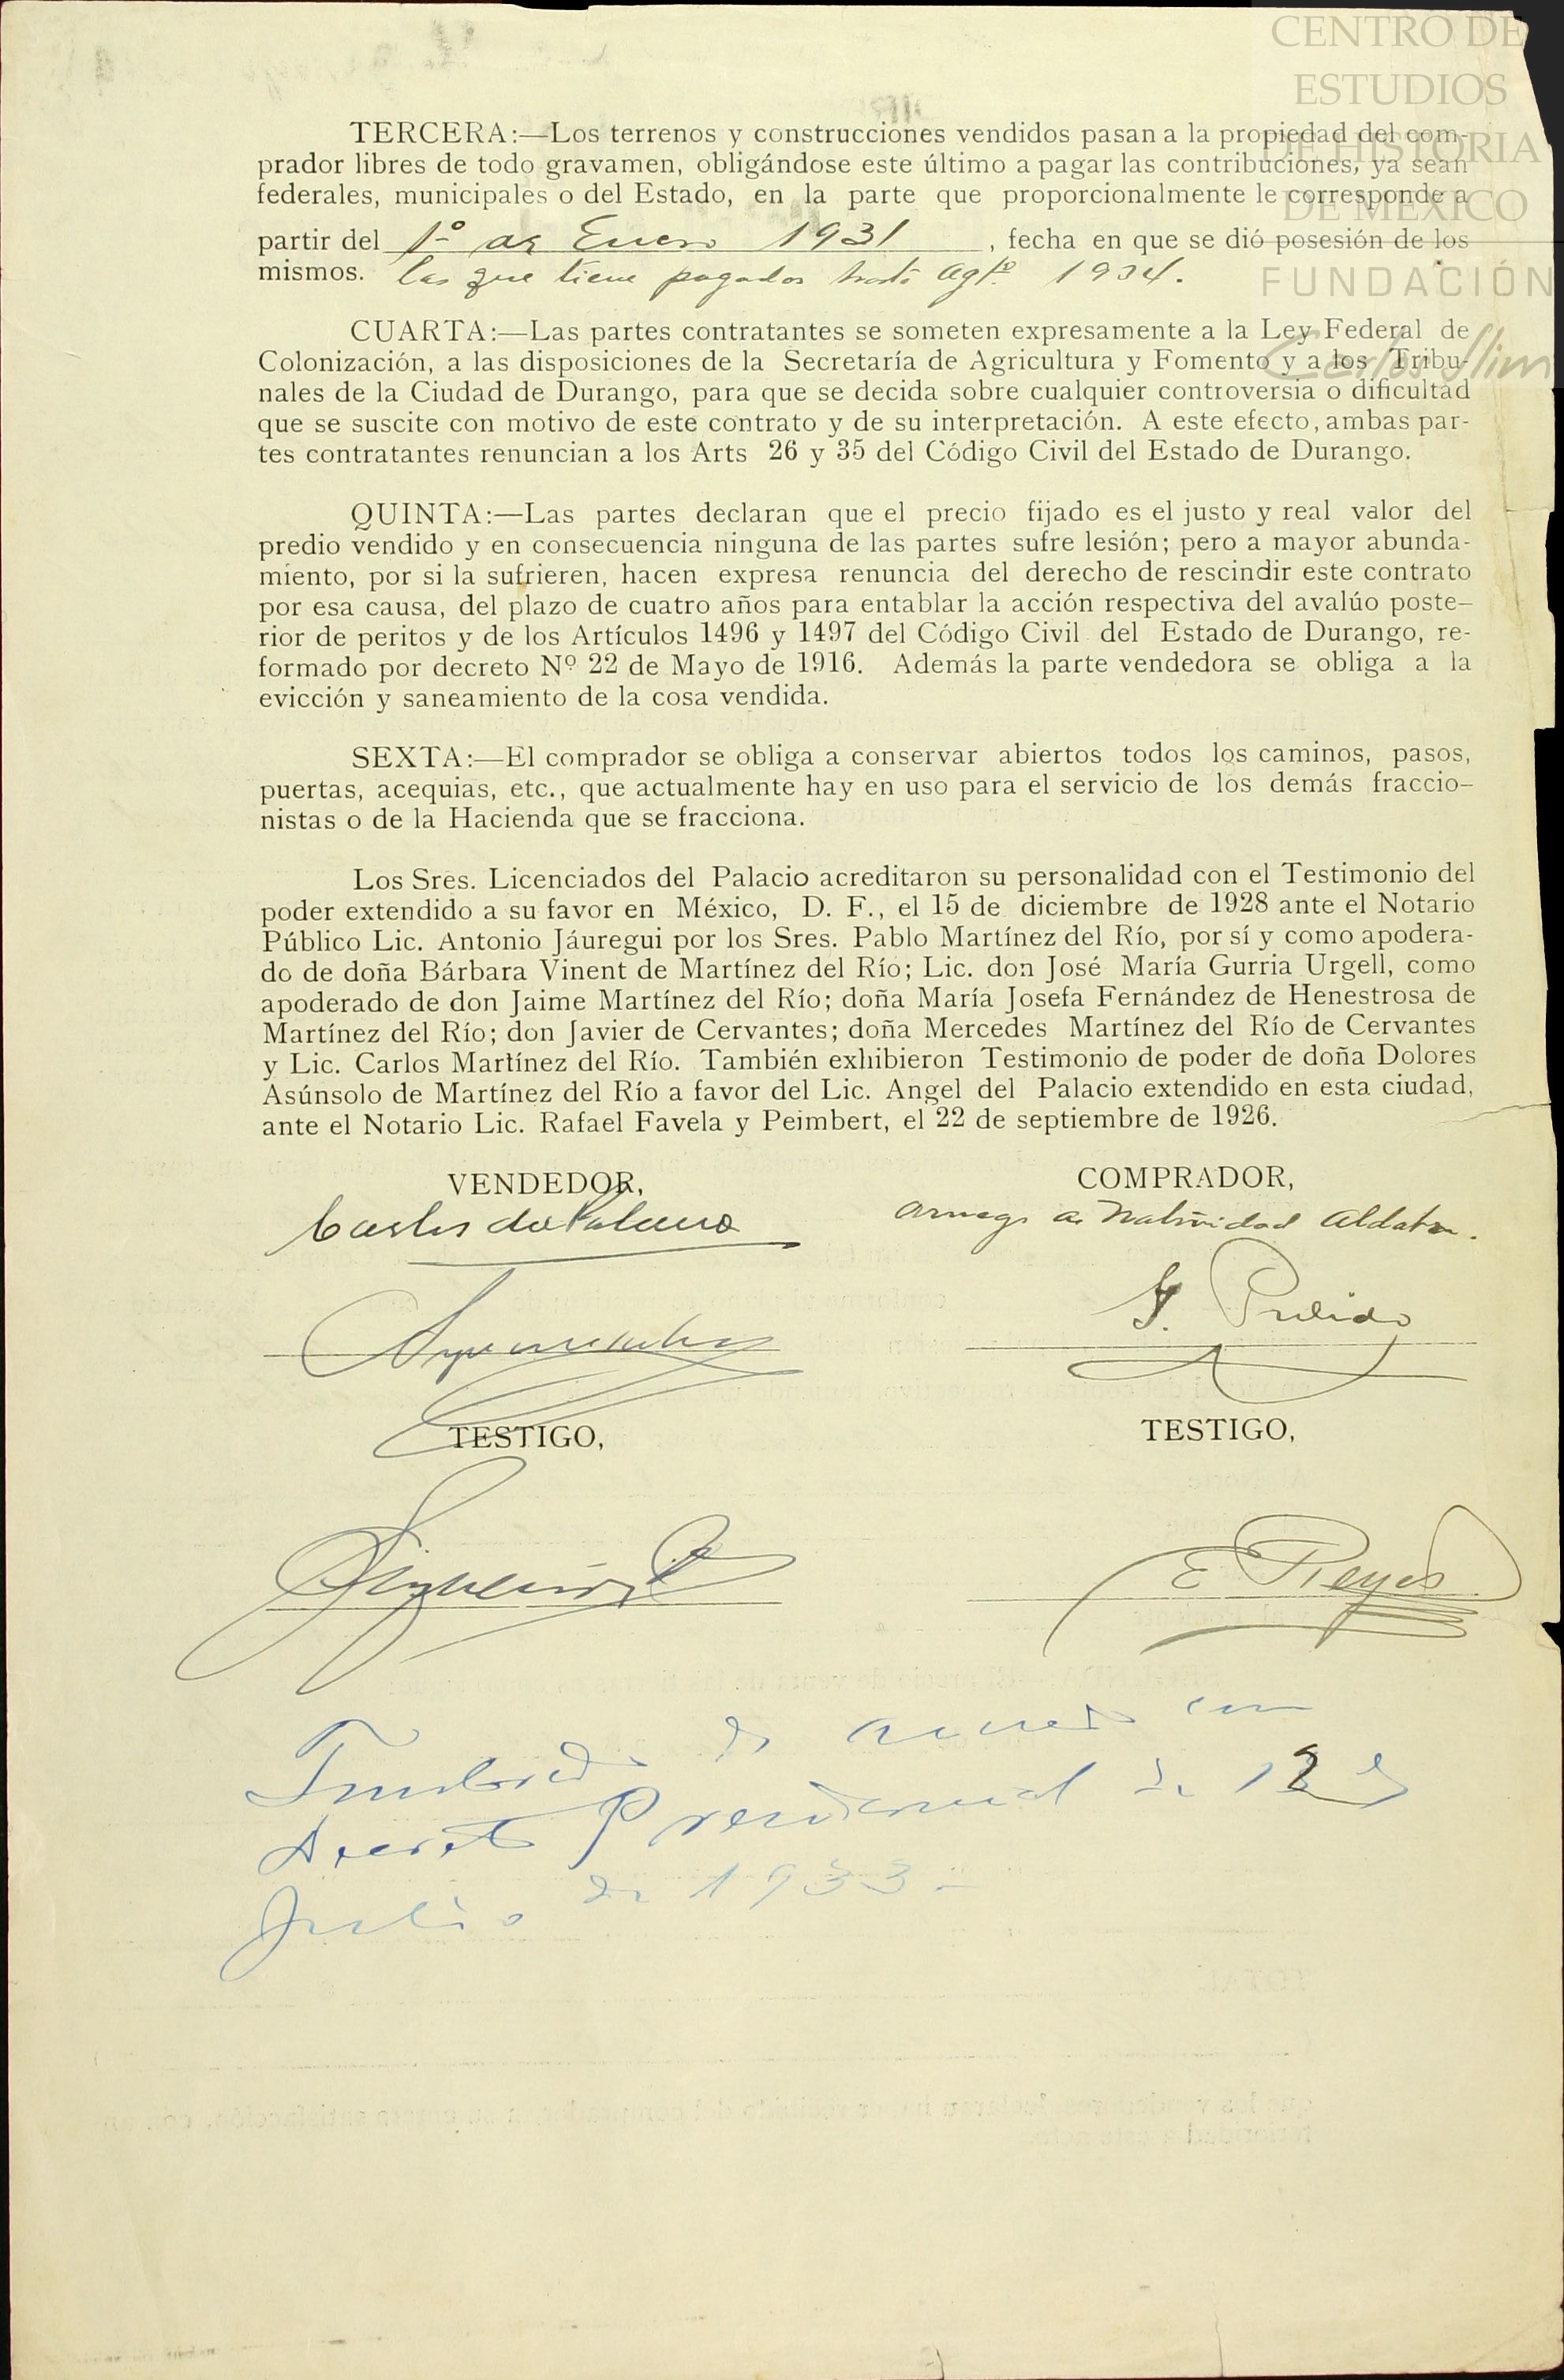 CENTRO DE
ESTUDIOS
DE HISTORIA
DE MÉXICO
FUNDACIÓN
Carlos Slim
TERCERA:—Los terrenos y construcciones vendidos pasan a la propiedad del com-
prador libres de todo gravamen, obligándose este último a pagar las contribuciones, ya sean
federales, municipales o del Estado, en la parte que proporcionalmente le corresponde a
partir del 1º de Enero 1931, fecha en que se dió posesión de los
mismos. las que tiene pagadas hasta Agto. 1934.
CUARTA:—Las partes contratantes se someten expresamente a la Ley Federal de
Colonización, a las disposiciones de la Secretaría de Agricultura y Fomento y a los Tribu-
nales de la Ciudad de Durango, para que se decida sobre cualquier controversia o dificultad
que se suscite con motivo de este contrato y de su interpretación. A este efecto, ambas par-
tes contratantes renuncian a los Arts 26 y 35 del Código Civil del Estado de Durango.
QUINTA:—Las partes declaran que el precio fijado es el justo y real valor del
predio vendido y en consecuencia ninguna de las partes sufre lesión; pero a mayor abunda-
miento, por si la sufrieren, hacen expresa renuncia del derecho de rescindir este contrato
por esa causa, del plazo de cuatro años para entablar la acción respectiva del avalúo poste-
rior de peritos y de los Artículos 1496 y 1497 del Código Civil del Estado de Durango, re-
formado por decreto Nº 22 de Mayo de 1916. Además la parte vendedora se obliga a la
evicción y saneamiento de la cosa vendida.
SEXTA:—El comprador se obliga a conservar abiertos todos los caminos, pasos,
puertas, acequias, etc., que actualmente hay en uso para el servicio de los demás fraccio-
nistas o de la Hacienda que se fracciona.
Los Sres. Licenciados del Palacio acreditaron su personalidad con el Testimonio del
poder extendido a su favor en México, D. F., el 15 de diciembre de 1928 ante el Notario
Público Lic. Antonio Jáuregui por los Sres. Pablo Martínez del Río, por sí y como apodera-
do de doña Bárbara Vinent de Martínez del Río; Lic. don José María Gurria Urgell, como
apoderado de don Jaime Martínez del Río; doña María Josefa Fernández de Henestrosa de
Martínez del Río; don Javier de Cervantes; doña Mercedes Martínez del Río de Cervantes
y Lic. Carlos Martínez del Río. También exhibieron Testimonio de poder de doña Dolores
Asúnsolo de Martínez del Río a favor del Lic. Angel del Palacio extendido en esta ciudad,
ante el Notario Lic. Rafael Favela y Peimbert, el 22 de septiembre de 1926.
VENDEDOR,
Carlos del Palacio
COMPRADOR,
a ruego de Natividad Aldaba.
J. Pulido
TESTIGO,
TESTIGO,
E Reyes
Timbrado de acuerdo con
Decreto Presidencial de 12 de
Julio de 1933-